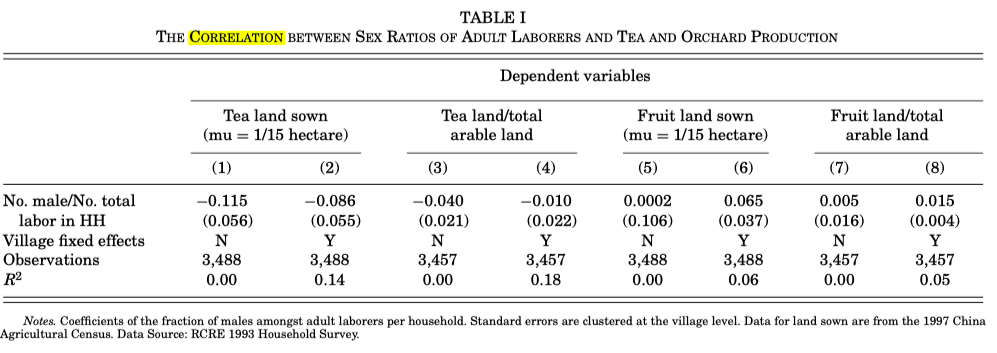 TABLE I
THE CORRELATION BETWEEN SEX RATIOS OF ADULT LABORERS AND TEA AND ORCHARD PRODUCTION
Dependent variables
Tea land sown (mu = 1/15 hectare) Tea land/total arable land Fruit land sown (mu = 1/15 hectare) Fruit land/total arable land
(1) (2) (3) (4) (5) (6) (7) (8)
No. male/No. total −0.115 −0.086 −0.040 −0.010 0.0002 0.065 0.005 0.015
labor in HH (0.056) (0.055) (0.021) (0.022) (0.106) (0.037) (0.016) (0.004)
Village fixed effects N Y N Y N Y N Y
Observations 3,488 3,488 3,457 3,457 3,488 3,488 3,457 3,457
R² 0.00 0.14 0.00 0.18 0.00 0.06 0.00 0.05
Notes. Coefficients of the fraction of males amongst adult laborers per household. Standard errors are clustered at the village level. Data for land sown are from the 1997 China
Agricultural Census. Data Source: RCRE 1993 Household Survey.